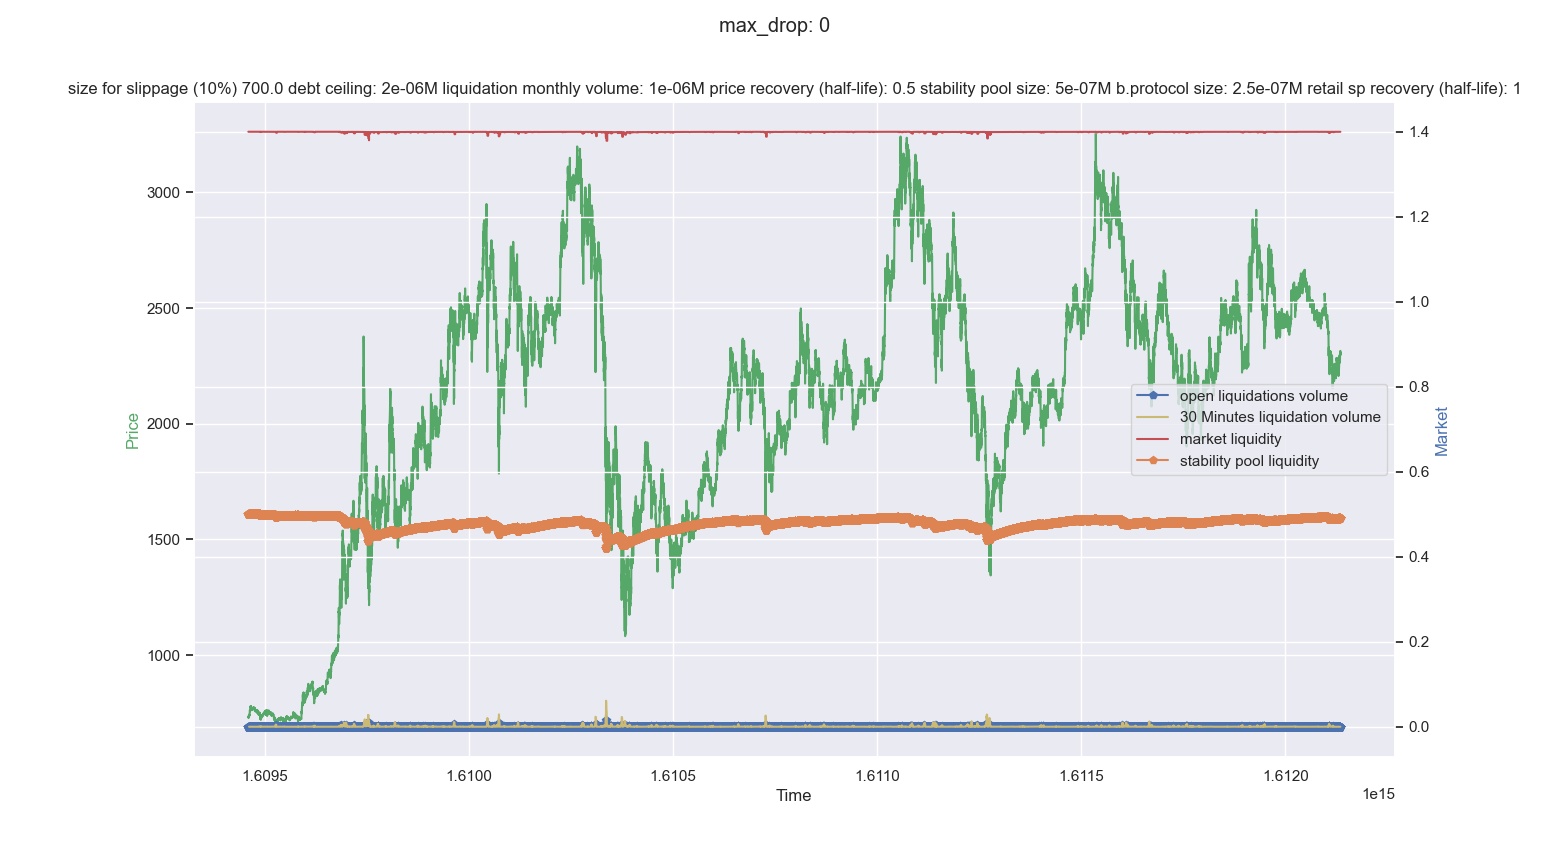 max_drop: 0
size for slippage (10%) 700.0 debt ceiling: 2e-06M liquidation monthly volume: 1e-06M price recovery (half-life): 0.5 stability pool size: 5e-07M b.protocol size: 2.5e-07M retail sp recovery (half-life): 1
3000
2500
2000
1500
1000
Price
1.4
1.2
1.0
0.8
0.6
0.4
0.2
0.0
Market
open liquidations volume
30 Minutes liquidation volume
market liquidity
stability pool liquidity
1.6095
1.6100
1.6105
1.6110
1.6115
1.6120
Time
1e15